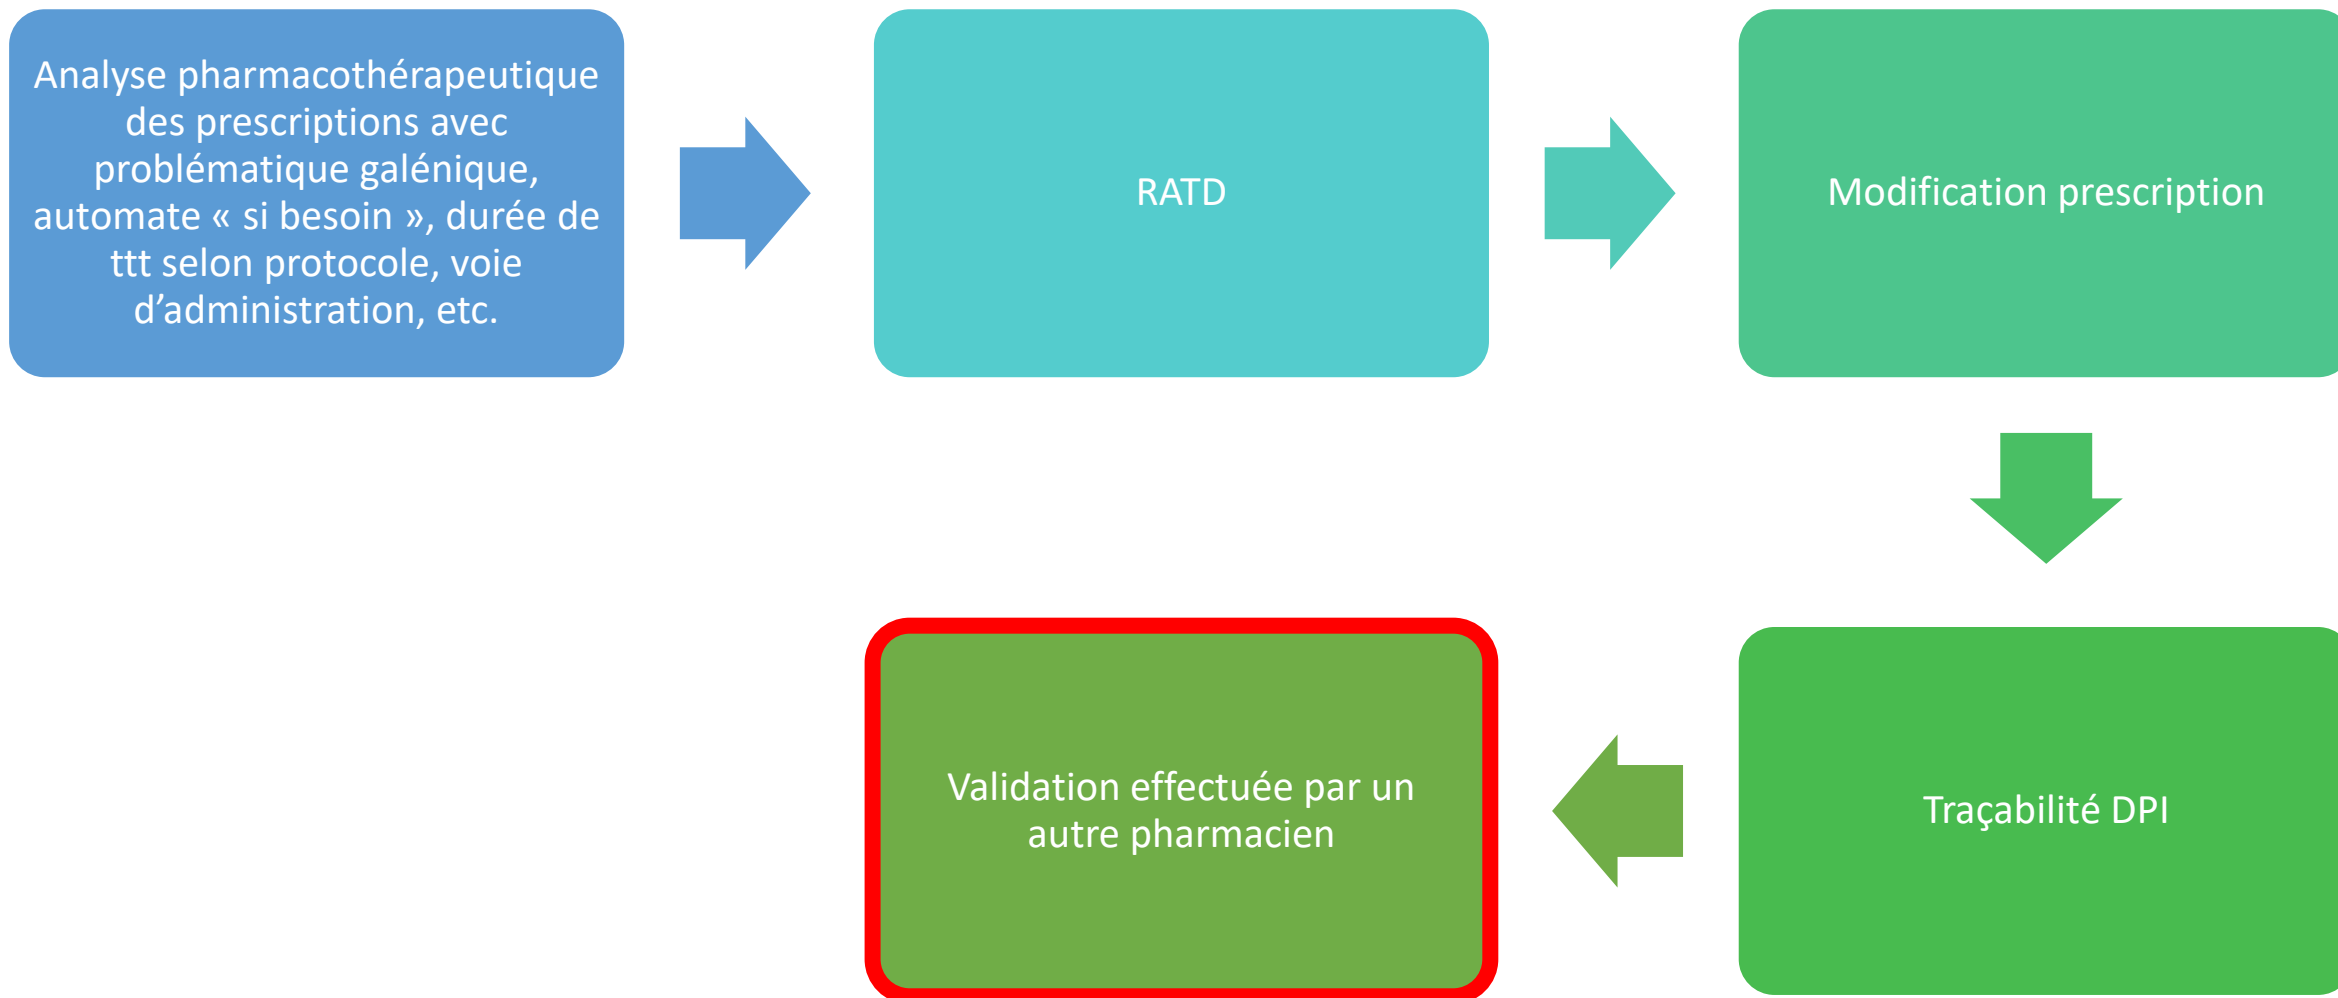 Analyse pharmacothérapeutique
des prescriptions avec
problématique galénique,
automate « si besoin », durée de
ttt selon protocole, voie
d’administration, etc.
RATD
Modification prescription
Traçabilité DPI
Validation effectuée par un
autre pharmacien